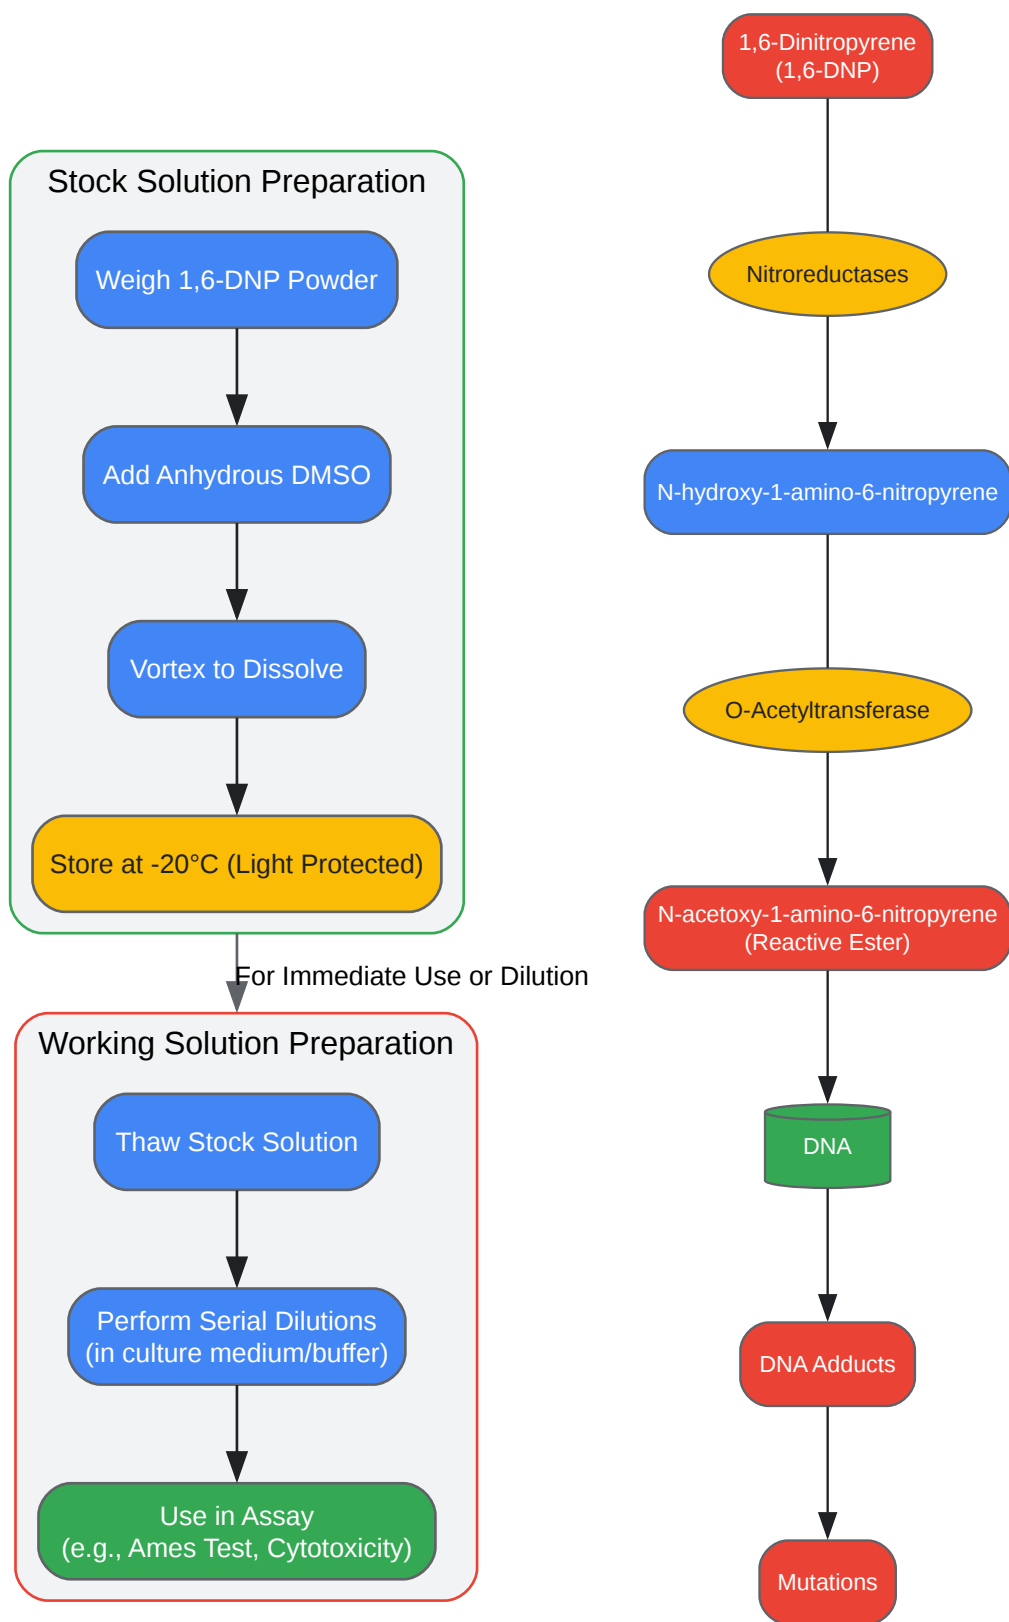 Stock Solution Preparation
Weigh 1,6-DNP Powder
Add Anhydrous DMSO
Vortex to Dissolve
Store at -20°C (Light Protected)
For Immediate Use or Dilution
Working Solution Preparation
Thaw Stock Solution
Perform Serial Dilutions
(in culture medium/buffer)
Use in Assay
(e.g., Ames Test, Cytotoxicity)
1,6-Dinitropyrene
(1,6-DNP)
Nitroreductases
N-hydroxy-1-amino-6-nitropyrene
O-Acetyltransferase
N-acetoxy-1-amino-6-nitropyrene
(Reactive Ester)
DNA
DNA Adducts
Mutations